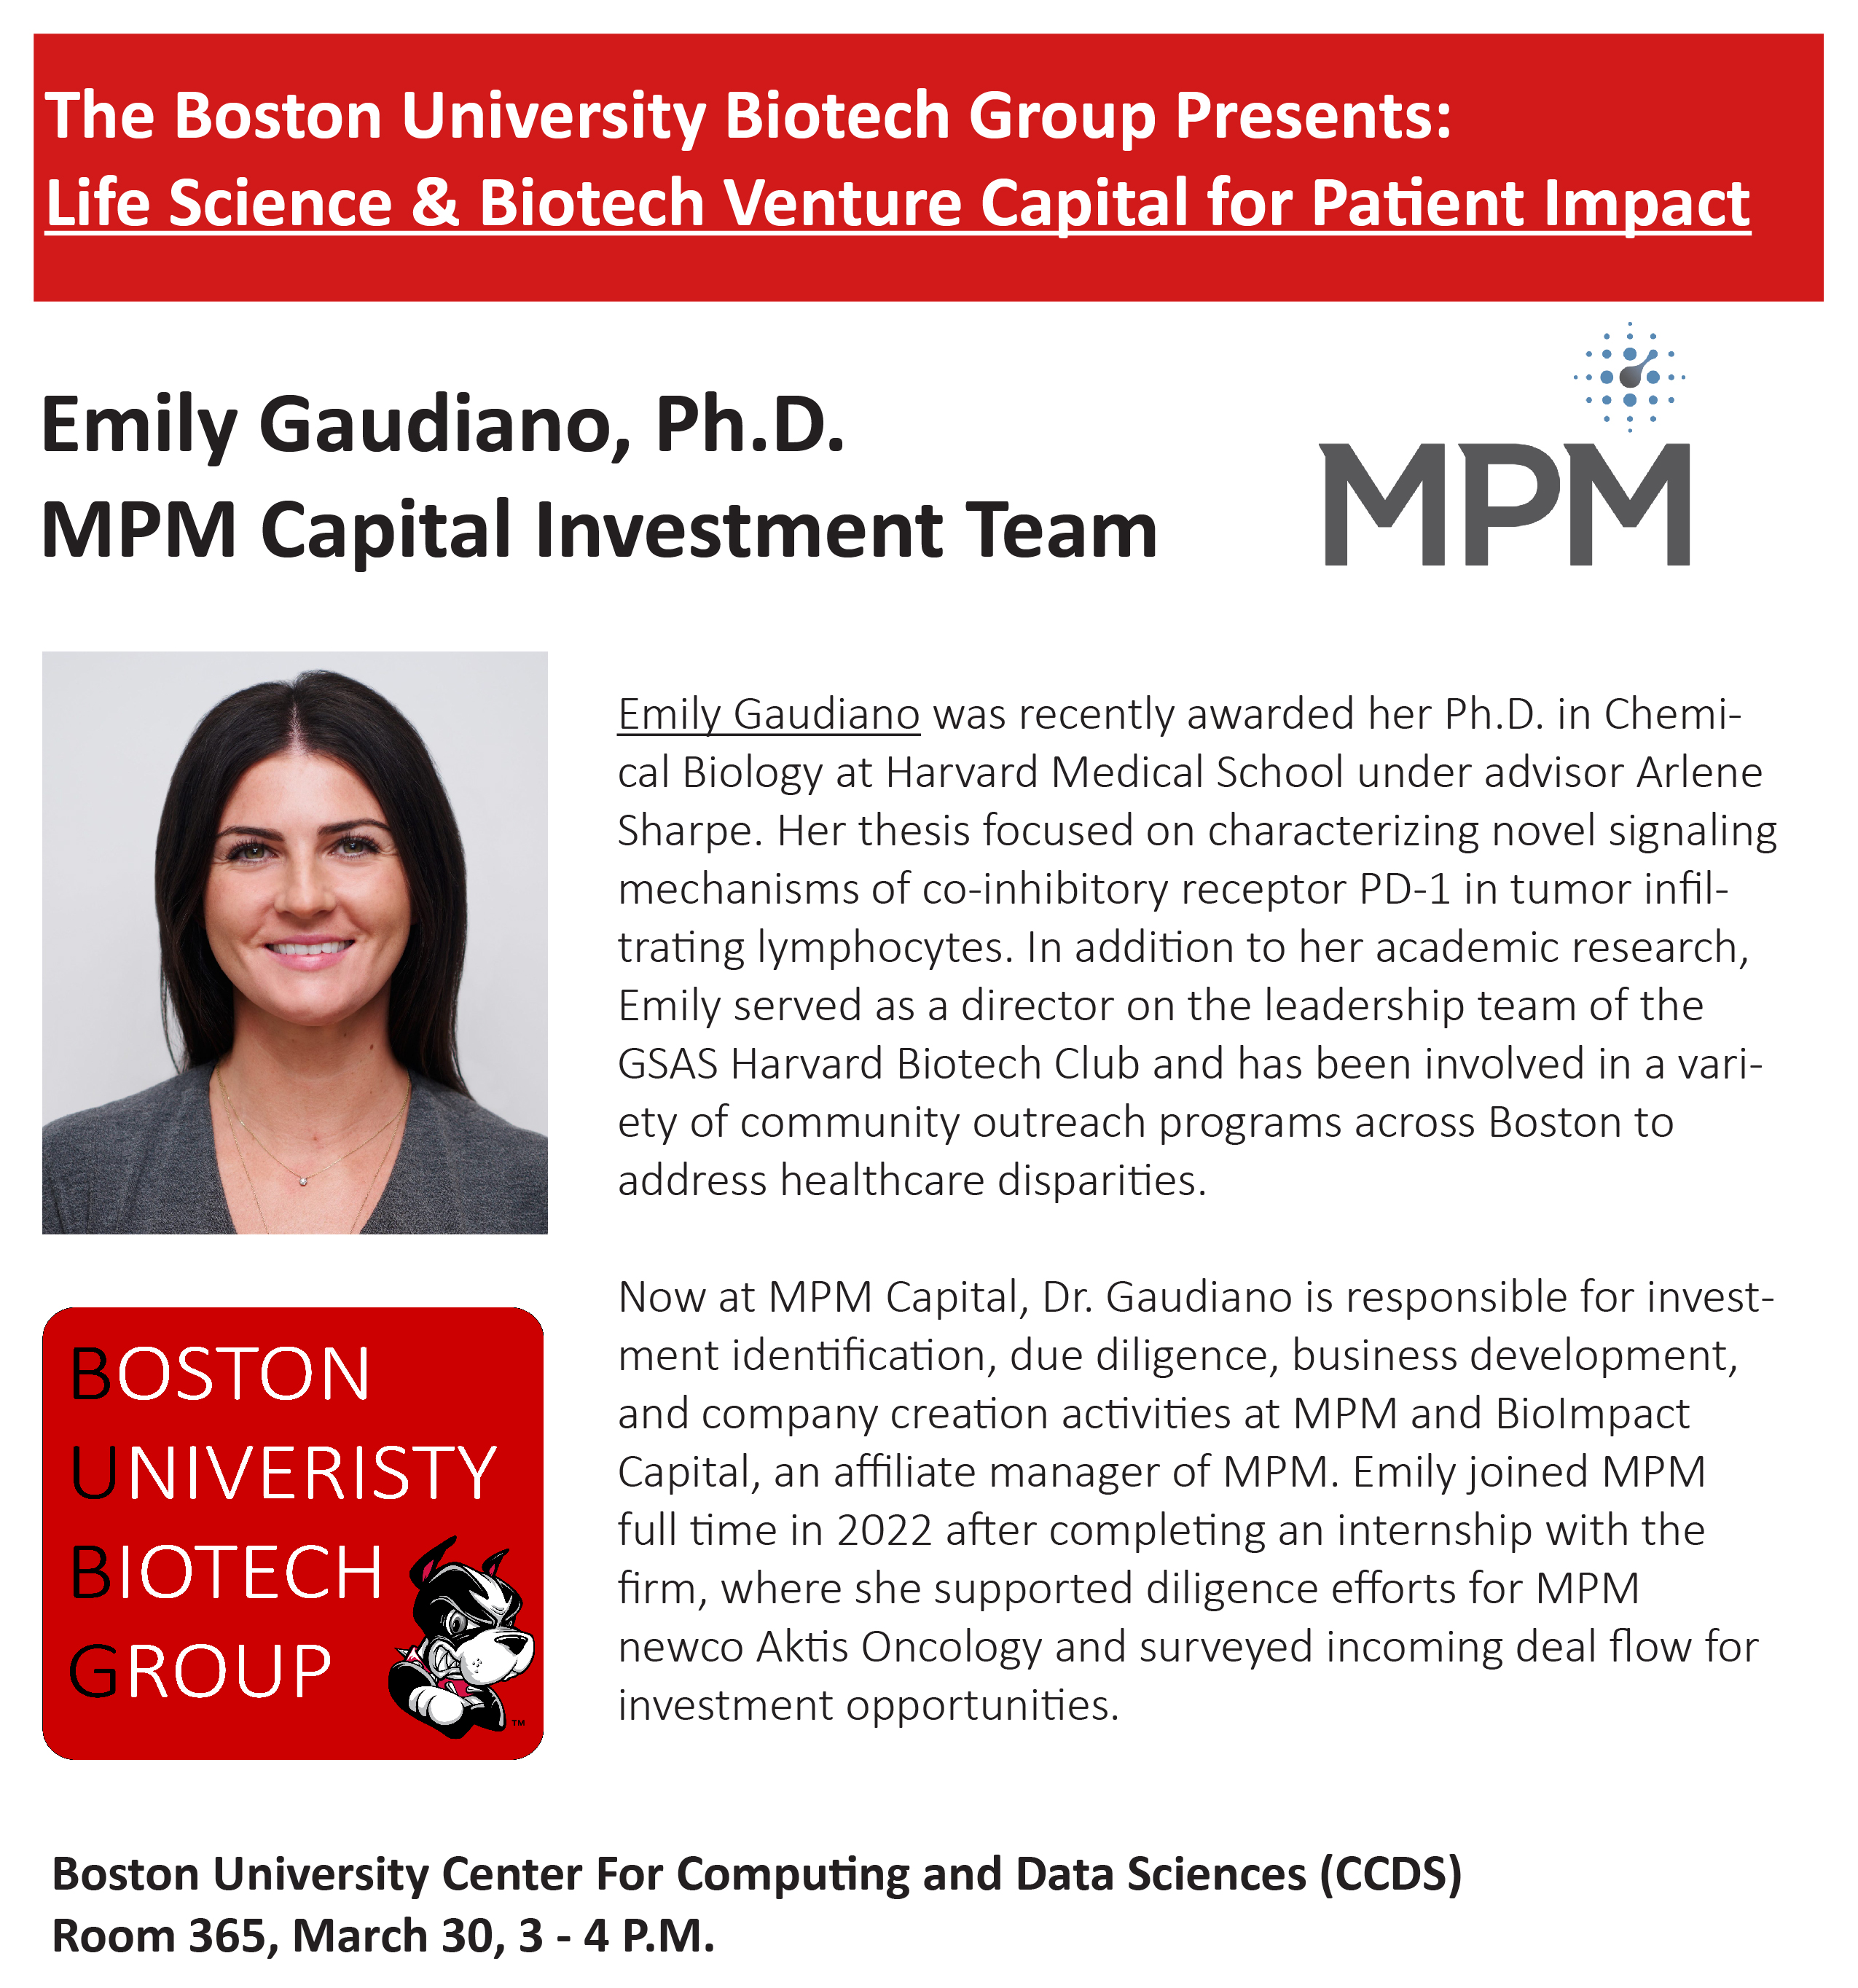 The Boston University Biotech Group Presents:
Life Science & Biotech Venture Capital for Patient Impact
Emily Gaudiano, Ph.D.
MPM Capital Investment Team
MPM
Emily Gaudiano was recently awarded her Ph.D. in Chemi-
cal Biology at Harvard Medical School under advisor Arlene
Sharpe. Her thesis focused on characterizing novel signaling
mechanisms of co-inhibitory receptor PD-1 in tumor infil-
trating lymphocytes. In addition to her academic research,
Emily served as a director on the leadership team of the
GSAS Harvard Biotech Club and has been involved in a vari-
ety of community outreach programs across Boston to
address healthcare disparities.
Now at MPM Capital, Dr. Gaudiano is responsible for invest-
ment identification, due diligence, business development,
and company creation activities at MPM and BioImpact
Capital, an affiliate manager of MPM. Emily joined MPM
full time in 2022 after completing an internship with the
firm, where she supported diligence efforts for MPM
newco Aktis Oncology and surveyed incoming deal flow for
investment opportunities.
BOSTON
UNIVERISTY
BIOTECH
GROUP
TM
Boston University Center For Computing and Data Sciences (CCDS)
Room 365, March 30, 3 - 4 P.M.